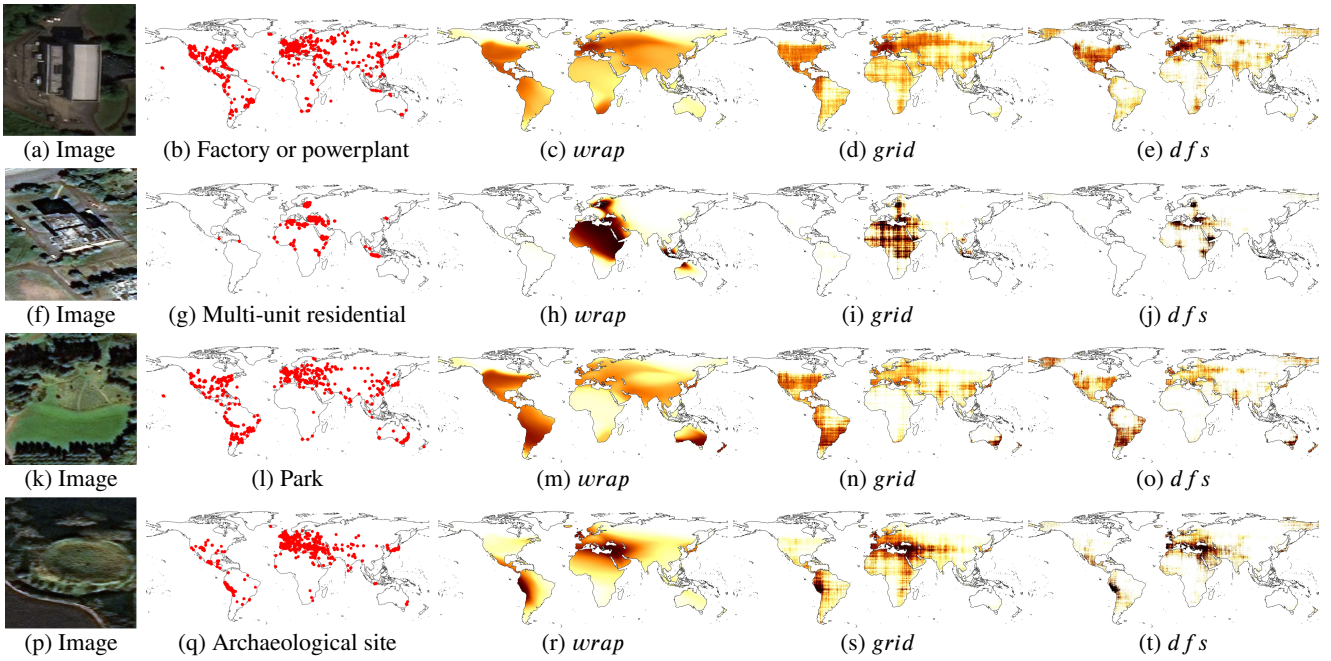 (a) Image (b) Factory or powerplant (c) wrap (d) grid (e) dfs
(f) Image (g) Multi-unit residential (h) wrap (i) grid (j) dfs
(k) Image (l) Park (m) wrap (n) grid (o) dfs
(p) Image (q) Archaeological site (r) wrap (s) grid (t) dfs